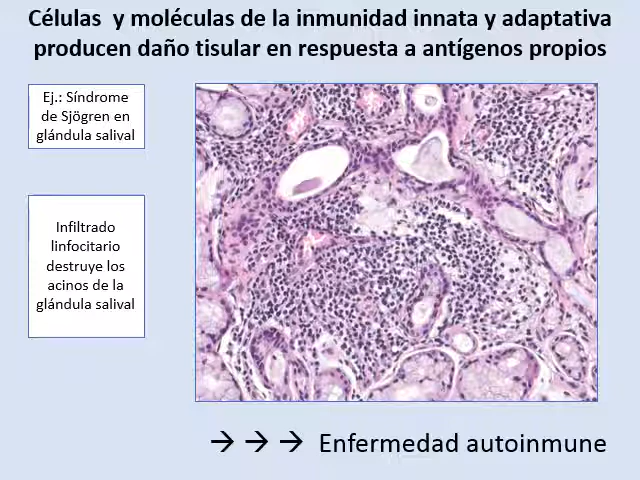 Células  y moléculas de la inmunidad innata y adaptativa
producen daño tisular en respuesta a antígenos propios
Ej.: Síndrome
de Sjögren en
glándula salival
Infiltrado
linfocitario
destruye los
acinos de la
glándula salival
→ → → Enfermedad autoinmune